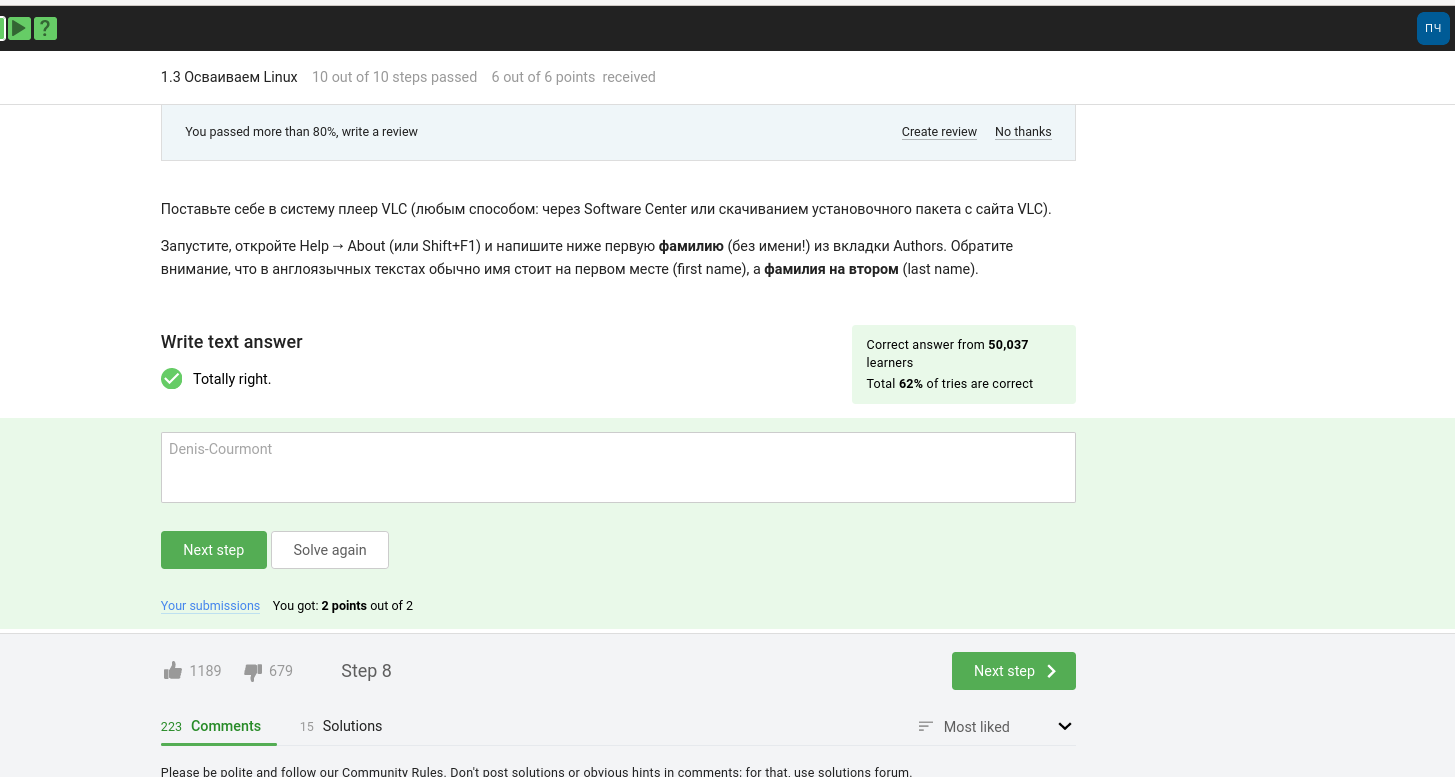 ?
ПЧ
1.3 Осваиваем Linux 10 out of 10 steps passed 6 out of 6 points received
You passed more than 80%, write a review Create review No thanks
Поставьте себе в систему плеер VLC (любым способом: через Software Center или скачиванием установочного пакета с сайта VLC).
Запустите, откройте Help → About (или Shift+F1) и напишите ниже первую фамилию (без имени!) из вкладки Authors. Обратите
внимание, что в англоязычных текстах обычно имя стоит на первом месте (first name), а фамилия на втором (last name).
Write text answer
Totally right.
Correct answer from 50,037
learners
Total 62% of tries are correct
Denis-Courmont
Next step Solve again
Your submissions You got: 2 points out of 2
1189 679 Step 8 Next step
223 Comments 15 Solutions Most liked
Please be polite and follow our Community Rules. Don't post solutions or obvious hints in comments; for that, use solutions forum.